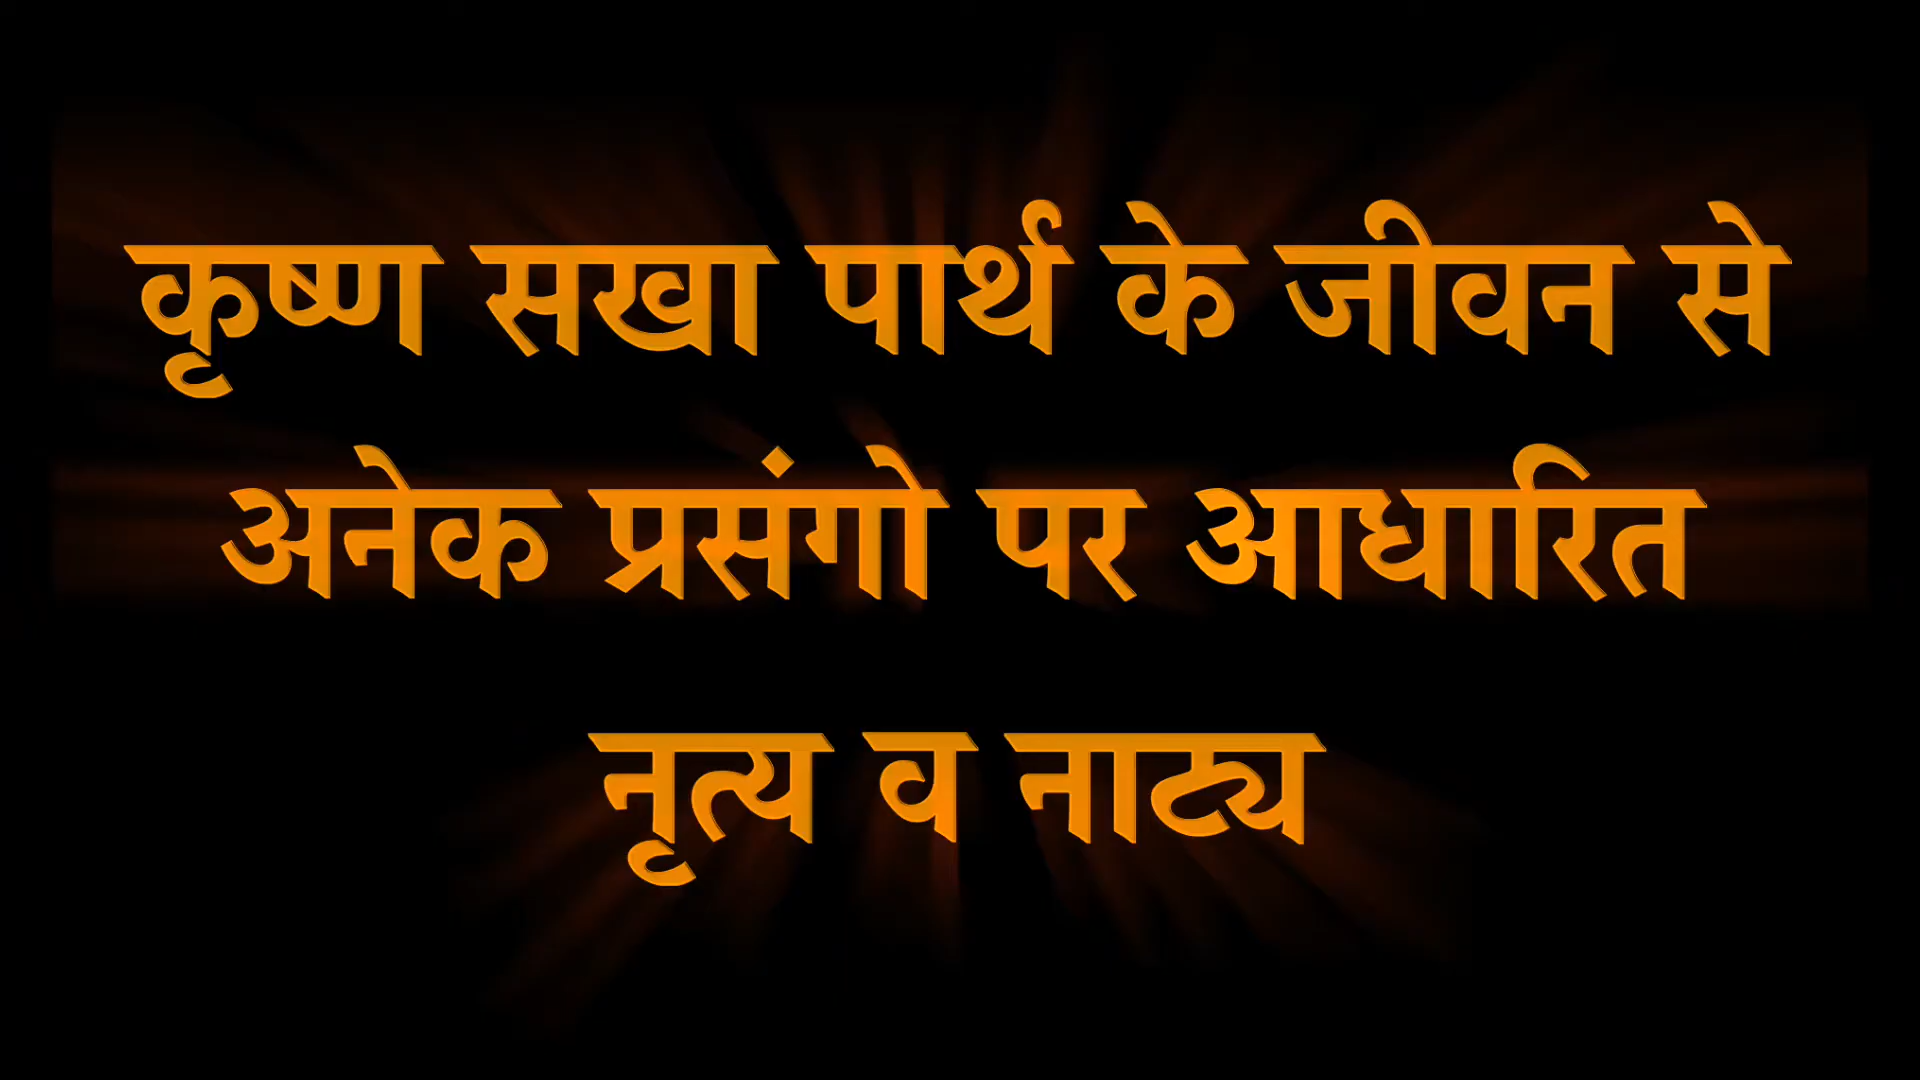 कृष्ण सखा पार्थ के जीवन से
अनेक प्रसंगो पर आधारित
नृत्य व नाट्य